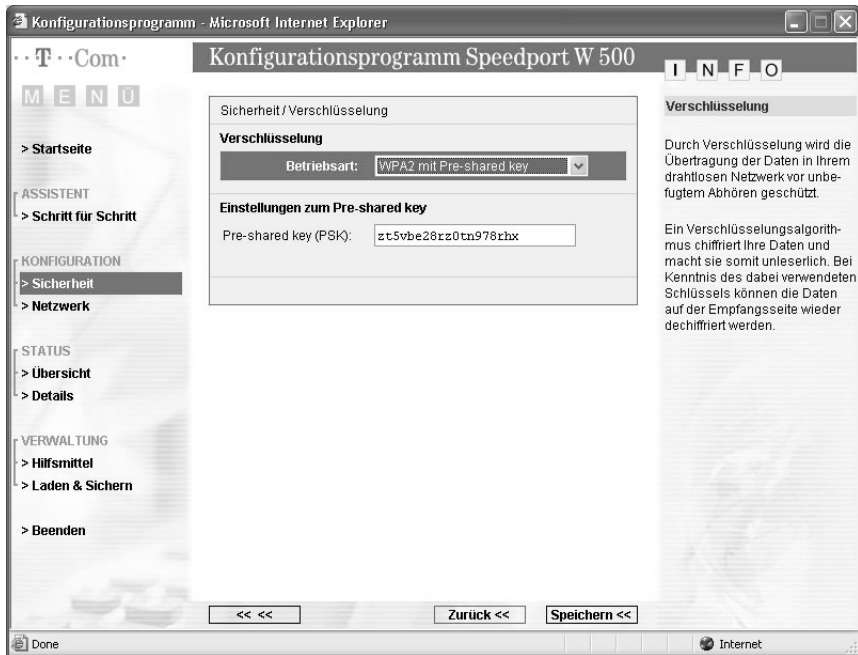 Konfigurationsprogramm - Microsoft Internet Explorer
· · T · · Com ·
Konfigurationsprogramm Speedport W 500
INFO
MENÜ
> Startseite
ASSISTENT
> Schritt für Schritt
KONFIGURATION
> Sicherheit
> Netzwerk
STATUS
> Übersicht
> Details
VERWALTUNG
> Hilfsmittel
> Laden & Sichern
> Beenden
Sicherheit / Verschlüsselung
Verschlüsselung
Betriebsart: WPA2 mit Pre-shared key
Einstellungen zum Pre-shared key
Pre-shared key (PSK): zt5vbe28rz0tn978rhx
Verschlüsselung
Durch Verschlüsselung wird die
Übertragung der Daten in Ihrem
drahtlosen Netzwerk vor unbe-
fugtem Abhören geschützt.
Ein Verschlüsselungsalgorith-
mus chiffriert Ihre Daten und
macht sie somit unleserlich. Bei
Kenntnis des dabei verwendeten
Schlüssels können die Daten
auf der Empfangsseite wieder
dechiffriert werden.
<< <<
Zurück <<
Speichern <<
Done
Internet